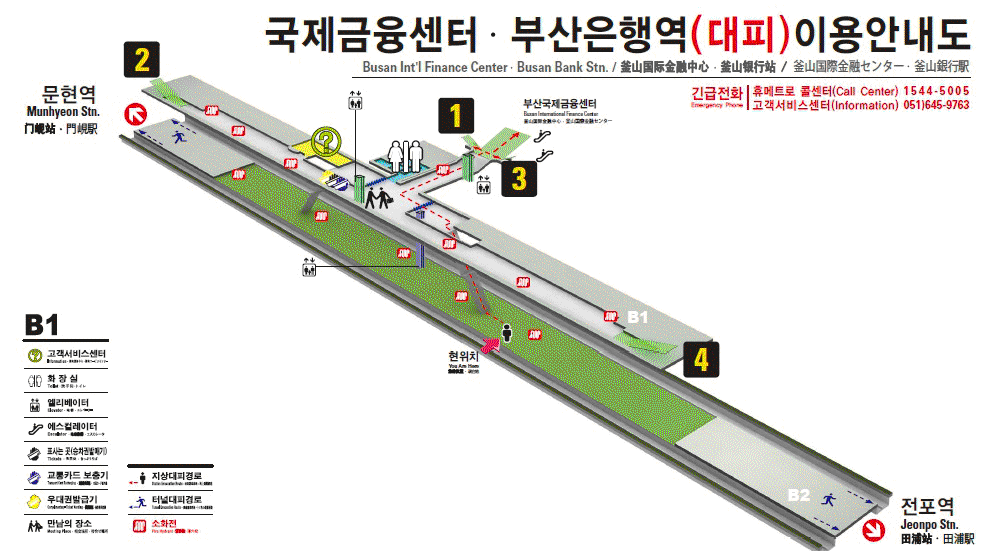 국제금융센터 · 부산은행역(대피)이용안내도
Busan Int'l Finance Center · Busan Bank Stn. / 釜山国际金融中心 · 釜山银行站 / 釜山国際金融センター · 釜山銀行駅
긴급전화
Emergency Phone
휴메트로 콜센터(Call Center) 1544-5005
고객서비스센터(Information) 051)645-9763
2
문현역
Munhyeon Stn.
门岘站 · 門峴駅
1
부산국제금융센터
Busan International Finance Center
3
B1
4
현위치
You Are Here
B2
전포역
Jeonpo Stn.
田浦站 · 田浦駅
B1
고객서비스센터
화 장 실
엘리베이터
에스컬레이터
표사는 곳(승차권발매기)
교통카드 보충기
우대권발급기
만남의 장소
지상대피경로
터널대피경로
소화전